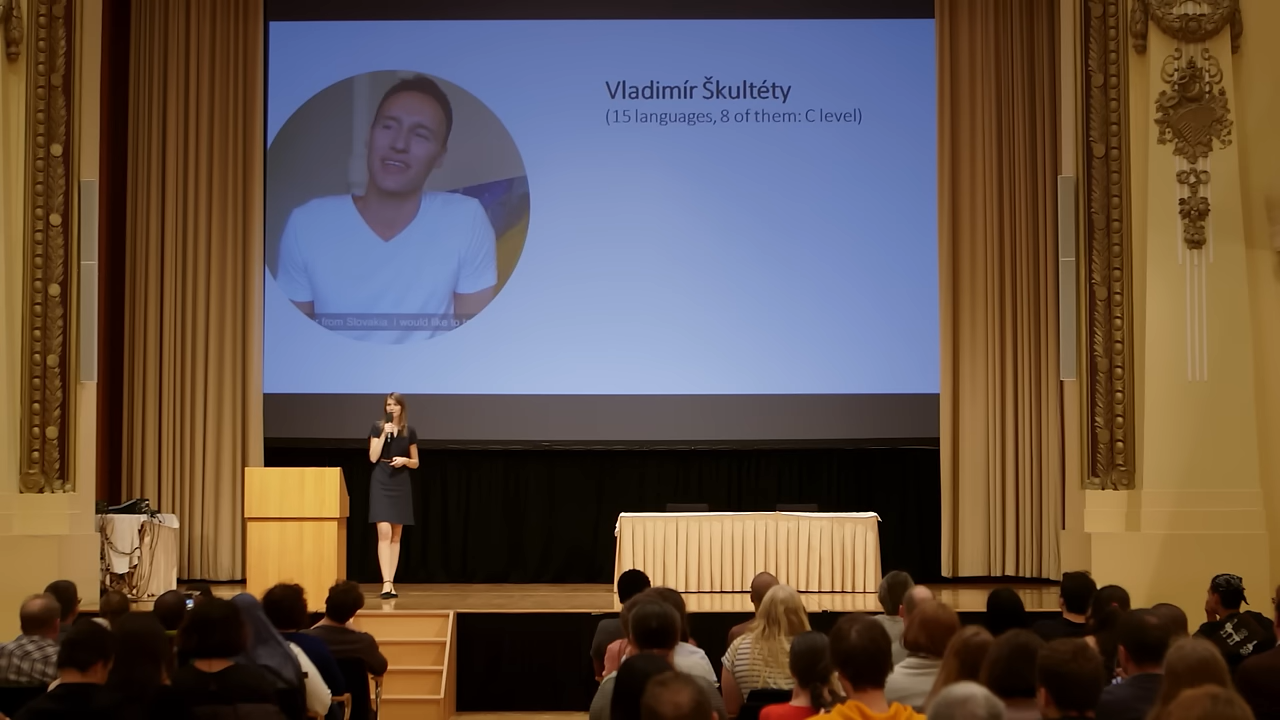 Vladimír Škultéty
(15 languages, 8 of them: C level)
from Slovakia, I would like to